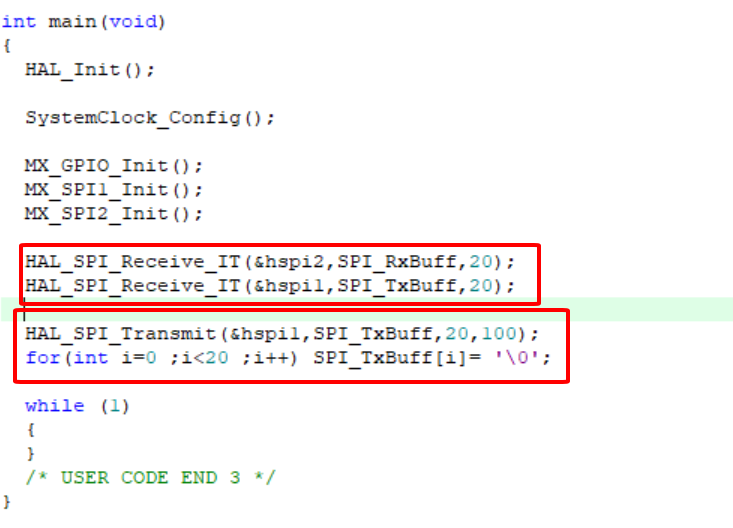 int main(void)
{
HAL_Init();
SystemClock_Config();
MX_GPIO_Init();
MX_SPI1_Init();
MX_SPI2_Init();
HAL_SPI_Receive_IT(&hspi2,SPI_RxBuff,20);
HAL_SPI_Receive_IT(&hspi1,SPI_TxBuff,20);
HAL_SPI_Transmit(&hspi1,SPI_TxBuff,20,100);
for(int i=0 ;i<20 ;i++) SPI_TxBuff[i]= '\0';
while (1)
{
}
/* USER CODE END 3 */
}